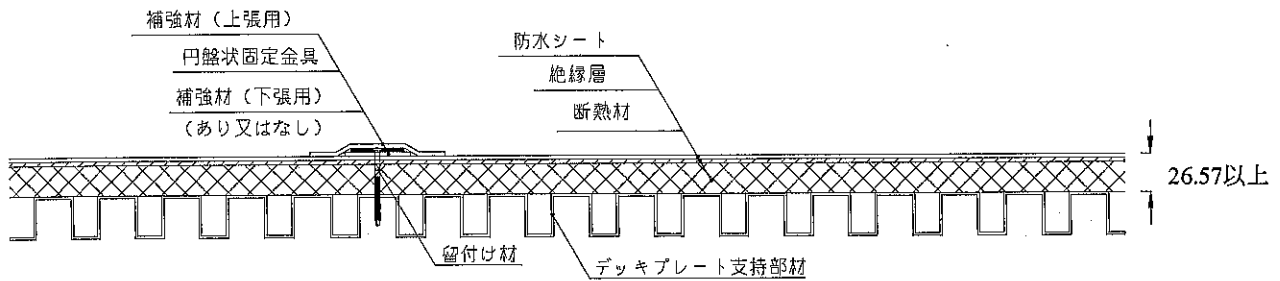 補強材（上張用）
円盤状固定金具
補強材（下張用）
（あり又はなし）
防水シート
絶縁層
断熱材
26.57以上
留付け材
デッキプレート支持部材